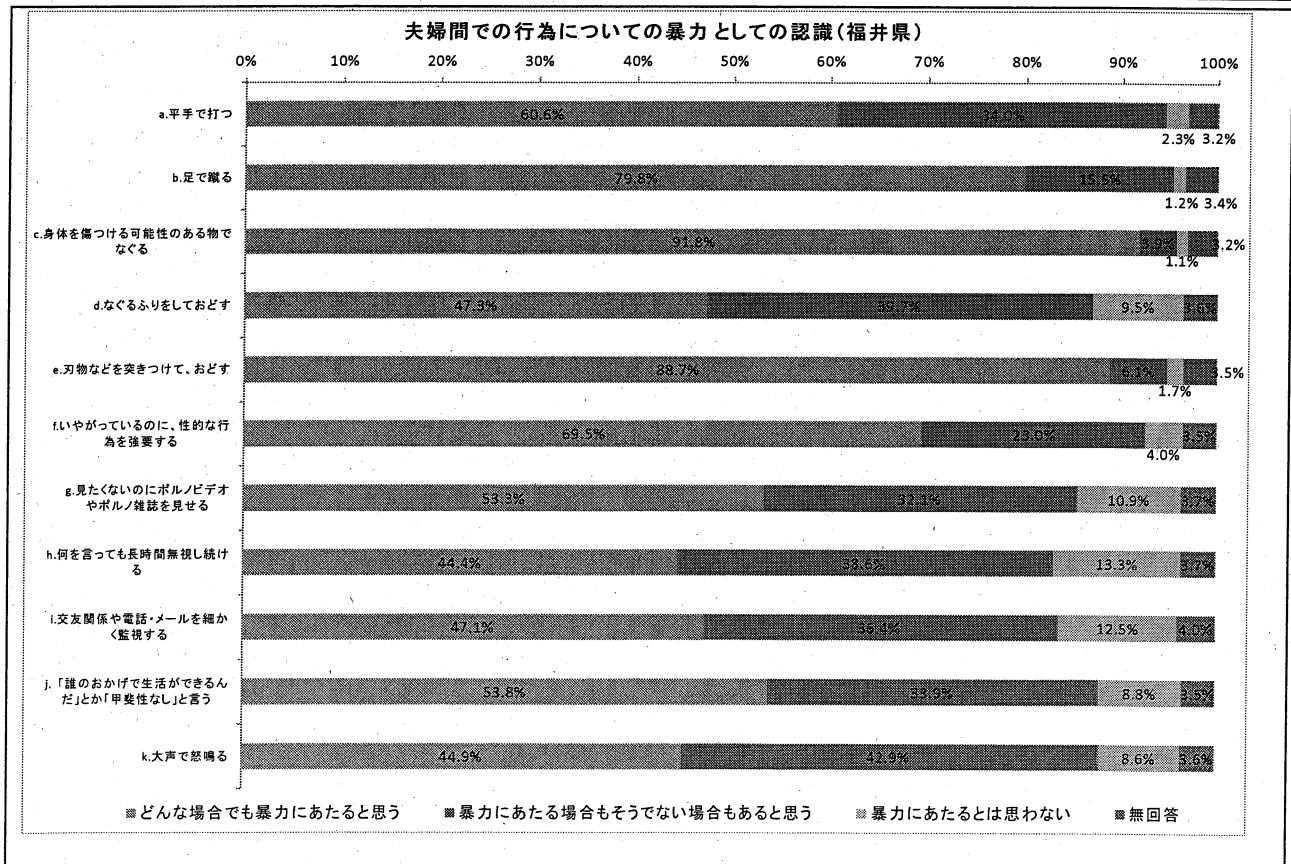 夫婦間での行為についての暴力としての認識(福井県)
0% 10% 20% 30% 40% 50% 60% 70% 80% 90% 100%
a.平手で打つ
60.6% 34.0%
2.3% 3.2%
b.足で蹴る
79.8% 15.5%
1.2% 3.4%
c.身体を傷つける可能性のある物で
なぐる
91.8% 3.9% 3.2%
1.1%
d.なぐるふりをしておどす
47.3% 39.7% 9.5% 3.6%
e.刃物などを突きつけて、おどす
88.7% 6.1% 3.5%
1.7%
f.いやがっているのに、性的な行
為を強要する
69.5% 23.0% 3.5%
4.0%
g.見たくないのにポルノビデオ
やポルノ雑誌を見せる
53.3% 32.1% 10.9% 3.7%
h.何を言っても長時間無視し続け
る
44.4% 38.6% 13.3% 3.7%
i.交友関係や電話・メールを細か
く監視する
47.1% 36.4% 12.5% 4.0%
j.「誰のおかげで生活ができるん
だ」とか「甲斐性なし」と言う
53.8% 33.9% 8.8% 3.5%
k.大声で怒鳴る
44.9% 42.9% 8.6% 3.6%
どんな場合でも暴力にあたると思う 暴力にあたる場合もそうでない場合もあると思う 暴力にあたるとは思わない 無回答